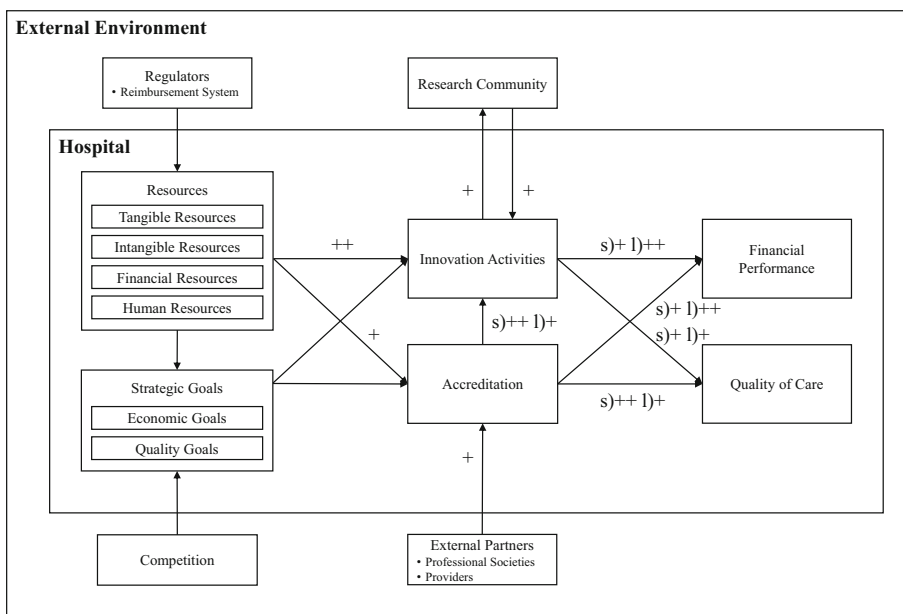 External Environment
Regulators
• Reimbursement System
Research Community
Hospital
+
+
Resources
Tangible Resources
Intangible Resources
Financial Resources
Human Resources
++
Innovation Activities
s)+ l)++
Financial
Performance
+
s)++ l)+
s)+ l)++
s)+ l)+
Strategic Goals
Economic Goals
Quality Goals
Accreditation
s)++ l)+
Quality of Care
+
Competition
External Partners
• Professional Societies
• Providers